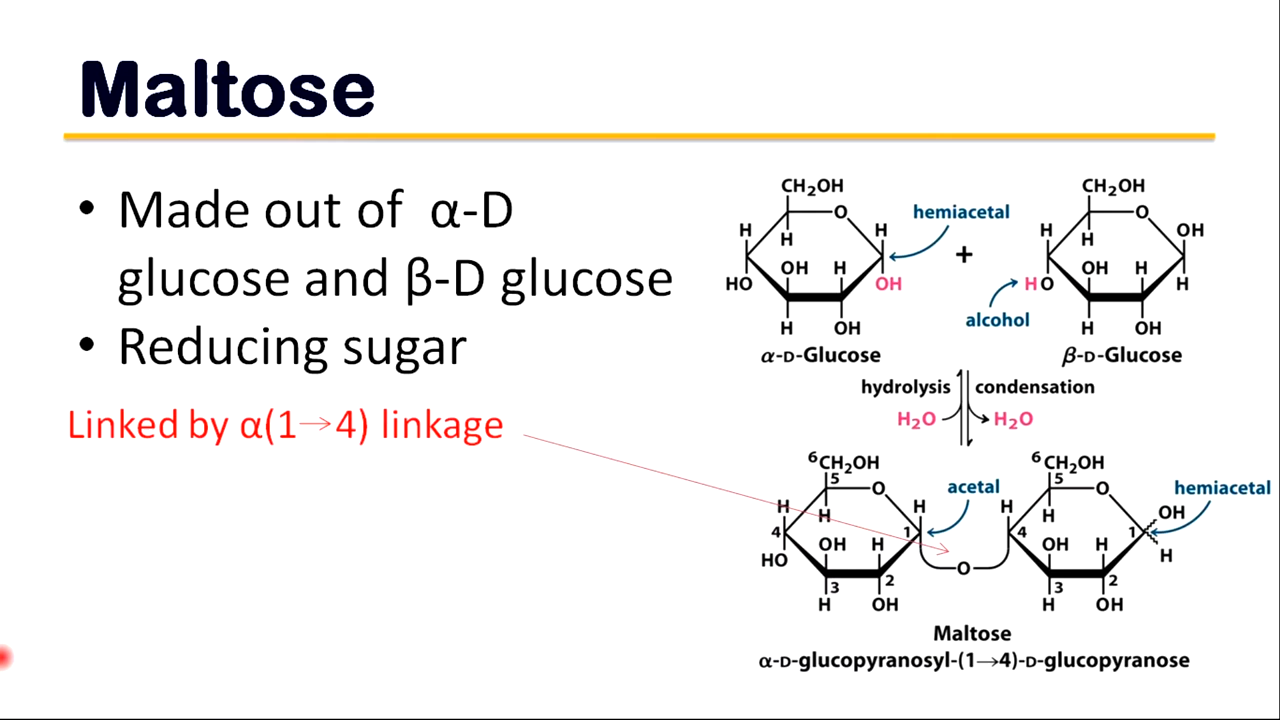 Maltose
• Made out of α-D
glucose and β-D glucose
• Reducing sugar
Linked by α(1→4) linkage
CH₂OH
O
hemiacetal
H
H
H
OH
H
HO
OH
H
OH
α-D-Glucose
+
CH₂OH
O
OH
H
H
OH
H
HO
H
alcohol
H
OH
β-D-Glucose
hydrolysis
condensation
H₂O
H₂O
⁶CH₂OH
5
O
H
H
H
acetal
4
1
OH
H
HO
3
2
H
OH
O
⁶CH₂OH
5
O
hemiacetal
H
H
OH
4
1
OH
H
H
3
2
H
OH
Maltose
α-D-glucopyranosyl-(1→4)-D-glucopyranose